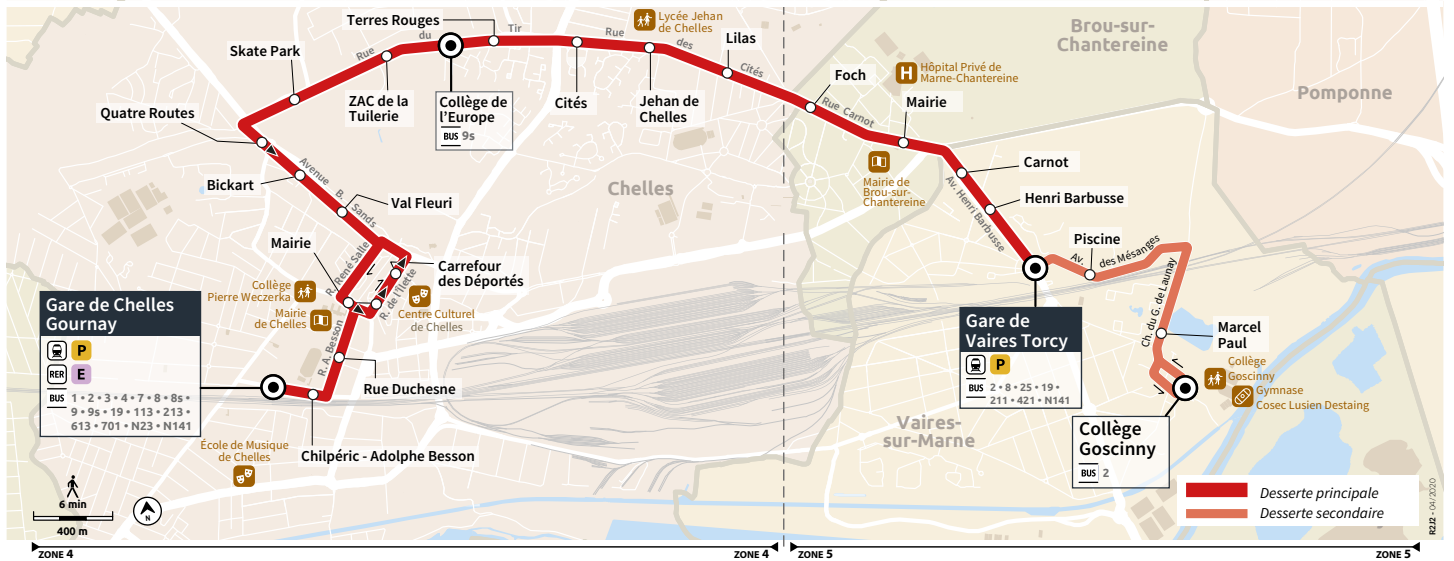 Terres Rouges
Lycée Jehan
de Chelles
Brou-sur-
Chantereine
Skate Park
Rue
du
Tir
Rue
des
Cités
Lilas
Pomponne
Foch
Hôpital Privé de
Marne-Chantereine
Quatre Routes
ZAC de la
Tuilerie
Collège de
l'Europe
BUS 9s
Cités
Jehan de
Chelles
Rue Carnot
Mairie
Bickart
Avenue B. Sands
Val Fleuri
Chelles
Mairie de
Brou-sur-
Chantereine
Carnot
Av. Henri Barbusse
Henri Barbusse
Mairie
R. René Salle
Carrefour
des Déportés
R. de l'Ilette
Piscine
Av. des Mésanges
Collège
Pierre Weczerka
Mairie
de Chelles
Centre Culturel
de Chelles
Gare de Chelles
Gournay
P
RER E
BUS 1 • 2 • 3 • 4 • 7 • 8 • 8s •
9 • 9s • 19 • 113 • 213 •
613 • 701 • N23 • N141
R. A. Besson
Rue Duchesne
Chilpéric - Adolphe Besson
École de Musique
de Chelles
Gare de
Vaires Torcy
P
BUS 2 • 8 • 25 • 19 •
211 • 421 • N141
Ch. du G. de Launay
Marcel
Paul
Collège
Goscinny
Gymnase
Cosec Lusien Destaing
Vaires-
sur-Marne
Collège
Goscinny
BUS 2
6 min
400 m
N
Desserte principale
Desserte secondaire
R2J2 - 04/2020
ZONE 4
ZONE 4
ZONE 5
ZONE 5
H